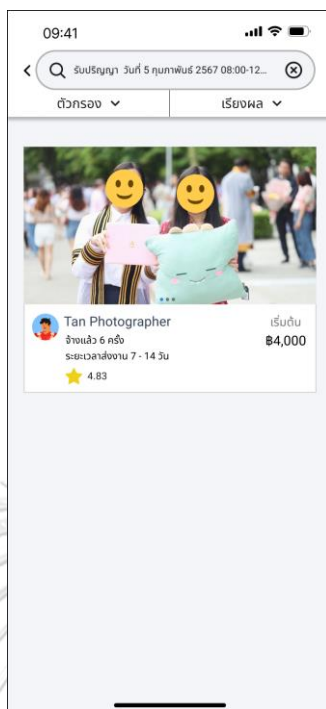 09:41
รับปริญญา วันที่ 5 กุมภาพันธ์ 2567 08:00-12...
ตัวกรอง เรียงผล
Tan Photographer เริ่มต้น
จ้างแล้ว 6 ครั้ง ฿4,000
ระยะเวลาส่งงาน 7 - 14 วัน
4.83